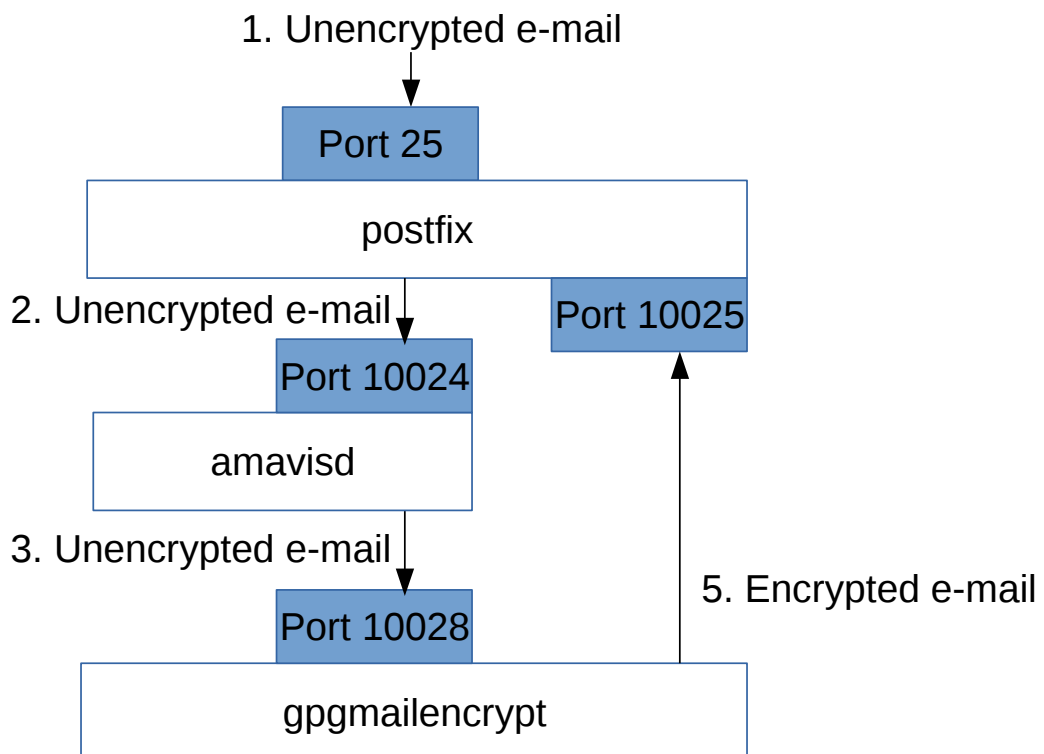 1. Unencrypted e-mail
Port 25
postfix
2. Unencrypted e-mail
Port 10025
Port 10024
amavisd
3. Unencrypted e-mail
5. Encrypted e-mail
Port 10028
gpgmailencrypt